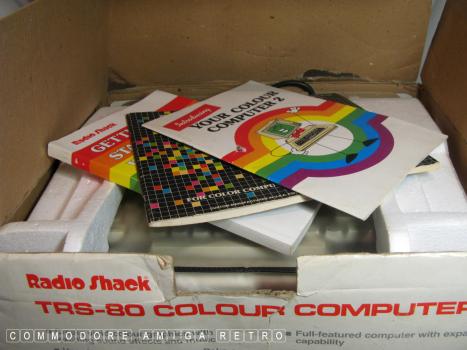 Introducing
YOUR COLOUR
COMPUTER 2
Radio Shack
GETT
STA
FOR COLOR COMPU
Radio Shack
TRS-80 COLOUR COMPUTER
Full-featured computer with expa
capability
COMMODORE AMIGA RETRO